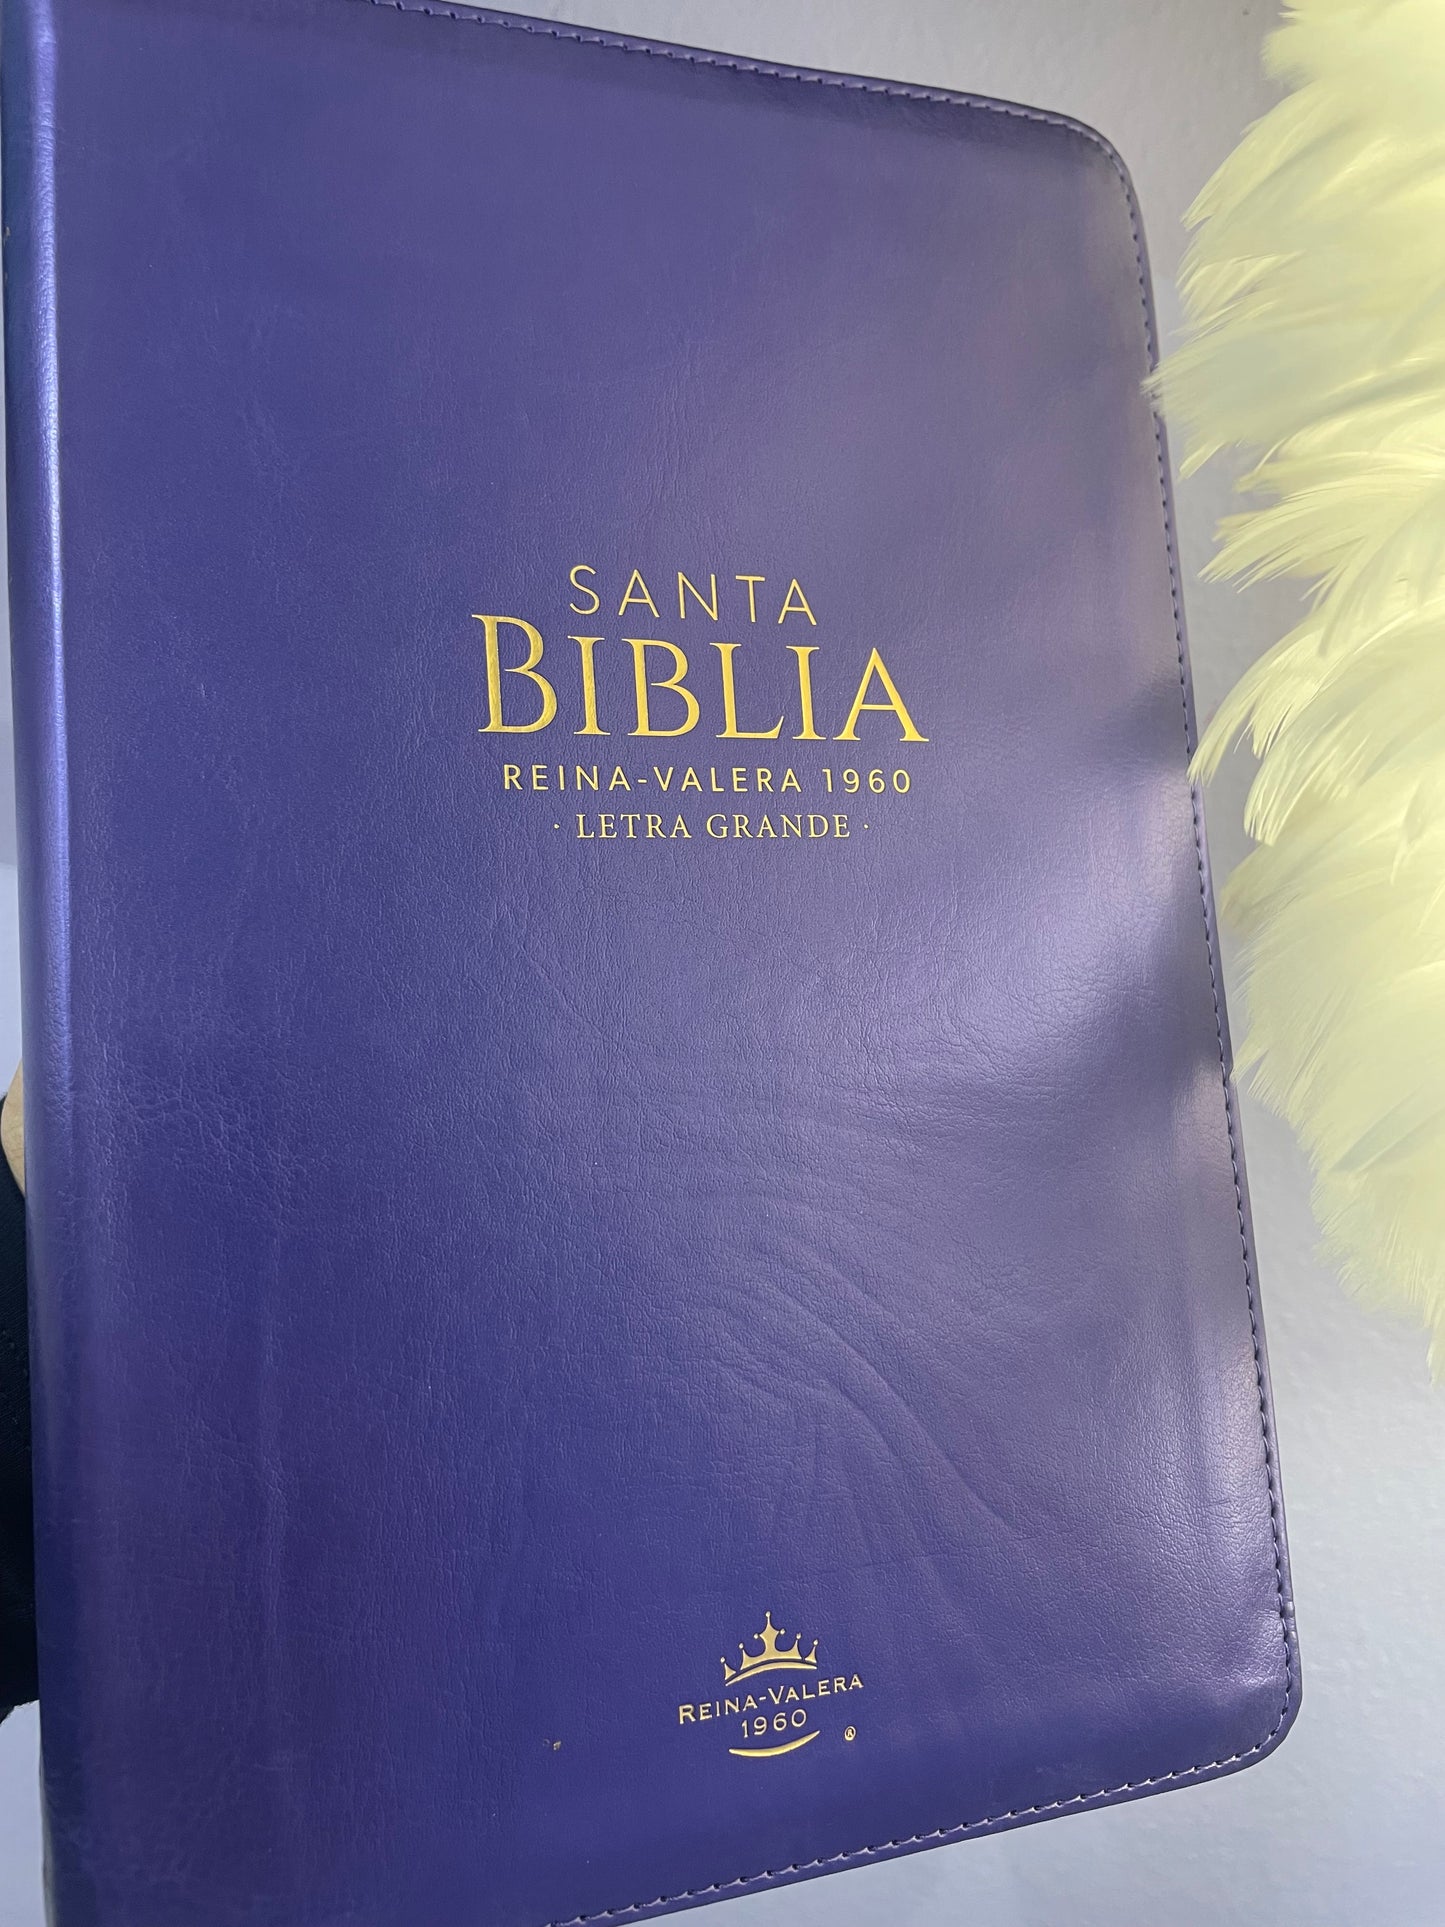 SANTA
BIBLIA
REINA-VALERA 1960
· LETRA GRANDE ·
REINA-VALERA
1960
®